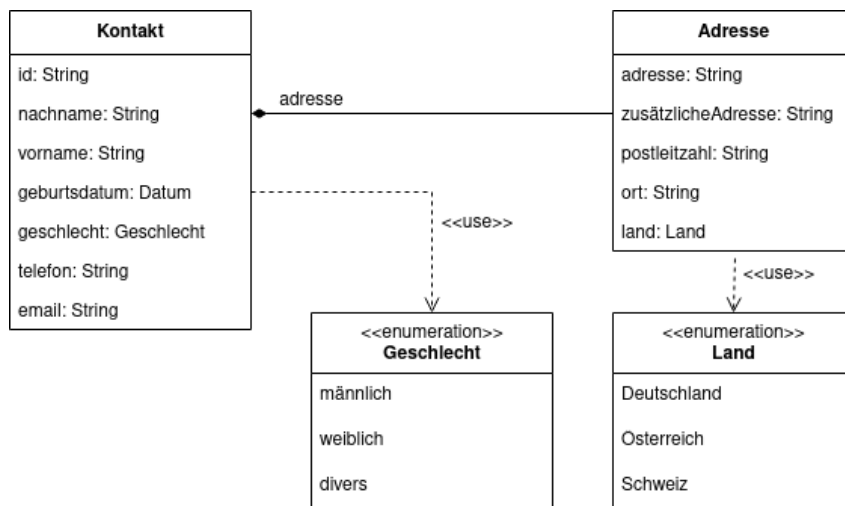 Kontakt
id: String
nachname: String
vorname: String
geburtsdatum: Datum
geschlecht: Geschlecht
telefon: String
email: String
adresse
Adresse
adresse: String
zusätzlicheAdresse: String
postleitzahl: String
ort: String
land: Land
<<use>>
<<use>>
<<enumeration>>
Geschlecht
männlich
weiblich
divers
<<enumeration>>
Land
Deutschland
Osterreich
Schweiz